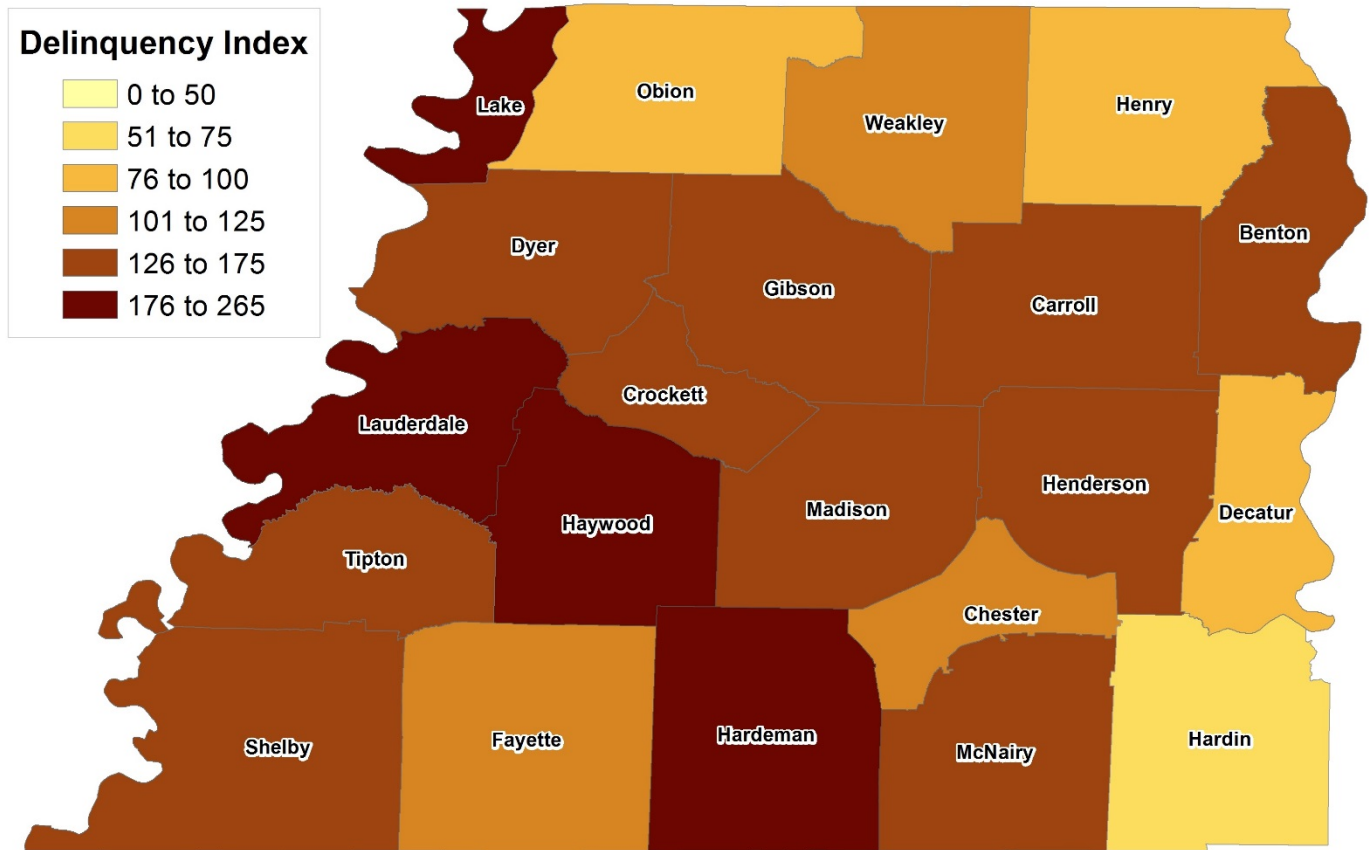 Delinquency Index
0 to 50
51 to 75
76 to 100
101 to 125
126 to 175
176 to 265
Lake
Obion
Weakley
Henry
Benton
Dyer
Gibson
Carroll
Crockett
Lauderdale
Henderson
Madison
Decatur
Haywood
Tipton
Chester
Shelby
Fayette
Hardeman
McNairy
Hardin